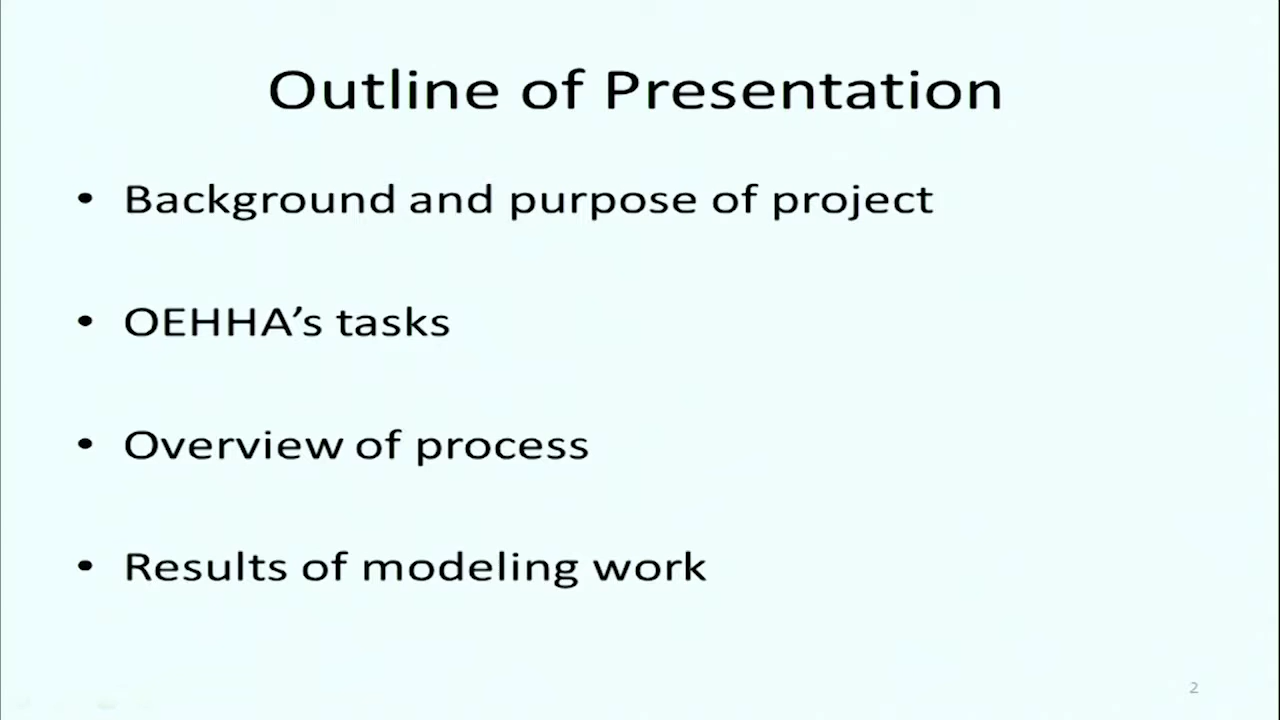 Outline of Presentation
• Background and purpose of project
• OEHHA’s tasks
• Overview of process
• Results of modeling work
2